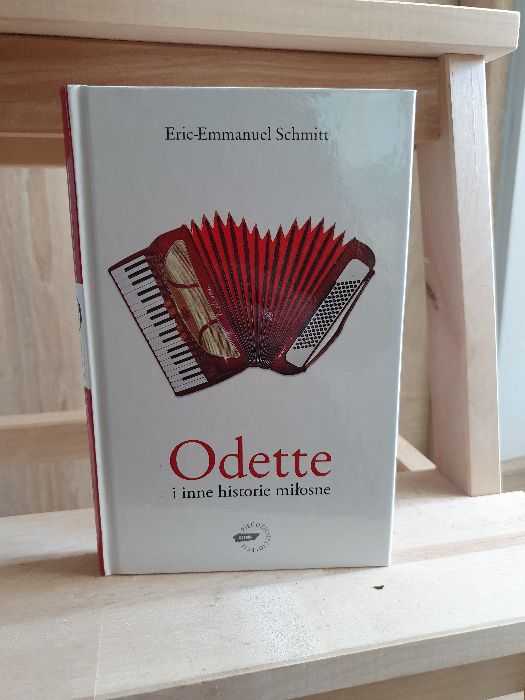 Eric-Emmanuel Schmitt
Odette
i inne historie miłosne